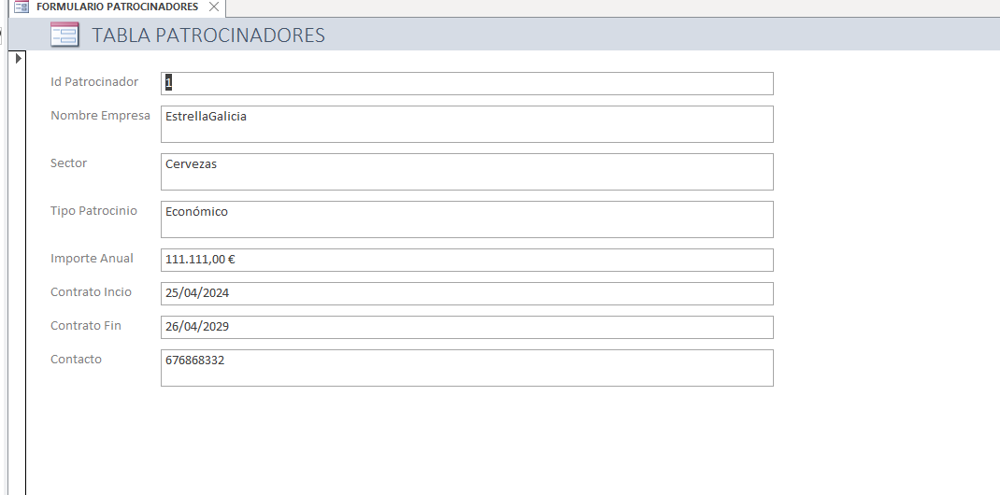 FORMULARIO PATROCINADORES
TABLA PATROCINADORES
Id Patrocinador 1
Nombre Empresa EstrellaGalicia
Sector Cervezas
Tipo Patrocinio Económico
Importe Anual 111.111,00 €
Contrato Incio 25/04/2024
Contrato Fin 26/04/2029
Contacto 676868332